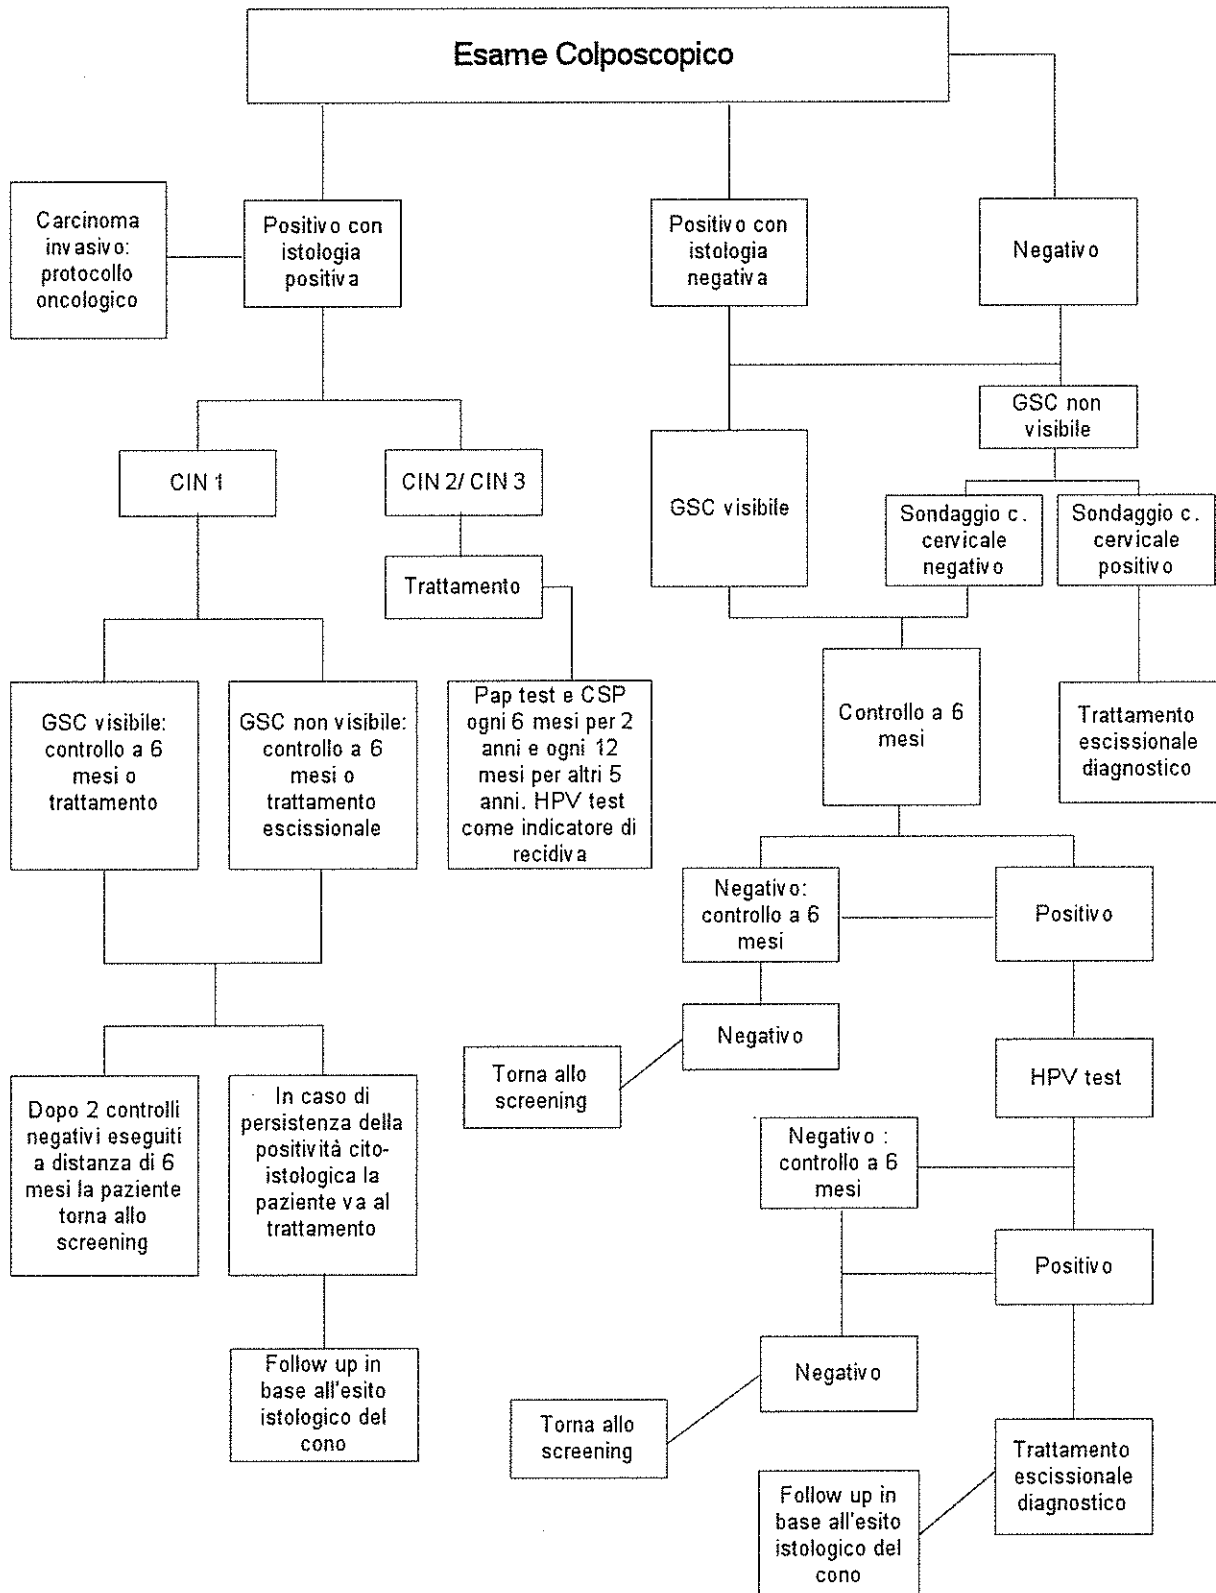 Esame Colposcopico
Carcinoma
invasivo:
protocollo
oncologico
Positivo con
istologia
positiva
Positivo con
istologia
negativa
Negativo
GSC non
visibile
CIN 1
CIN 2/ CIN 3
GSC visibile
Sondaggio c.
cervicale
negativo
Sondaggio c.
cervicale
positivo
Trattamento
GSC visibile:
controllo a 6
mesi o
trattamento
GSC non visibile:
controllo a 6
mesi o
trattamento
escissionale
Pap test e CSP
ogni 6 mesi per 2
anni e ogni 12
mesi per altri 5
anni. HPV test
come indicatore di
recidiva
Controllo a 6
mesi
Trattamento
escissionale
diagnostico
Negativo:
controllo a 6
mesi
Positivo
Negativo
Torna allo
screening
HPV test
Dopo 2 controlli
negativi eseguiti
a distanza di 6
mesi la paziente
torna allo
screening
In caso di
persistenza della
positività cito-
istologica la
paziente va al
trattamento
Negativo :
controllo a 6
mesi
Positivo
Follow up in
base all'esito
istologico del
cono
Negativo
Torna allo
screening
Trattamento
escissionale
diagnostico
Follow up in
base all'esito
istologico del
cono